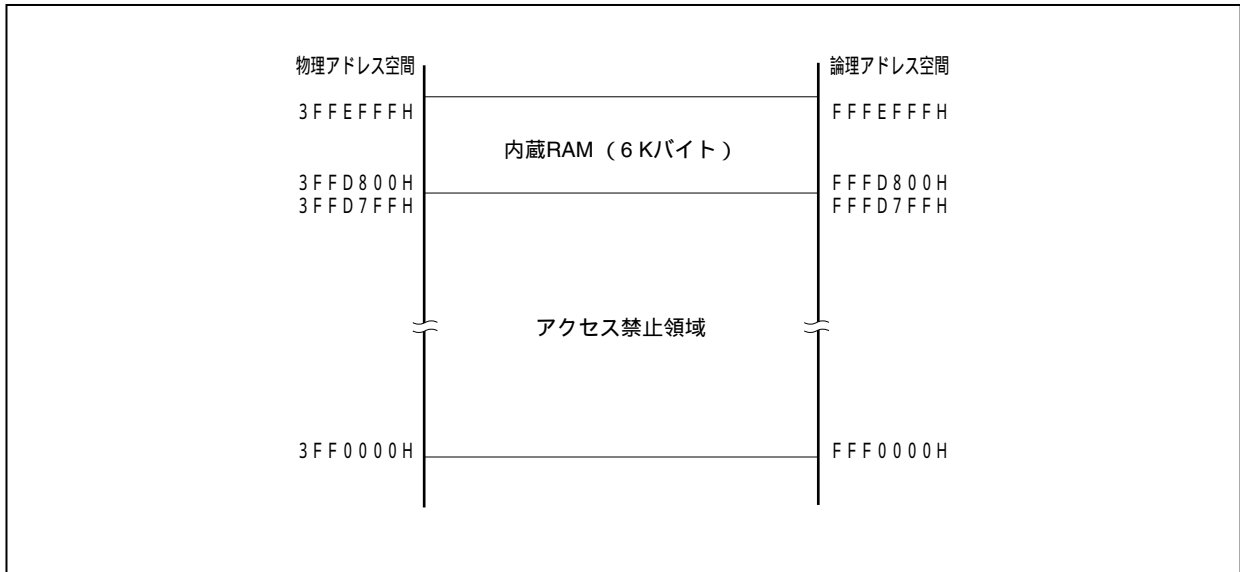 物理アドレス空間
論理アドレス空間
3FFEFFFH
FFFEFFFH
内蔵RAM（6 Kバイト）
3FFD800H
FFFD800H
3FFD7FFH
FFFD7FFH
アクセス禁止領域
3FF0000H
FFF0000H